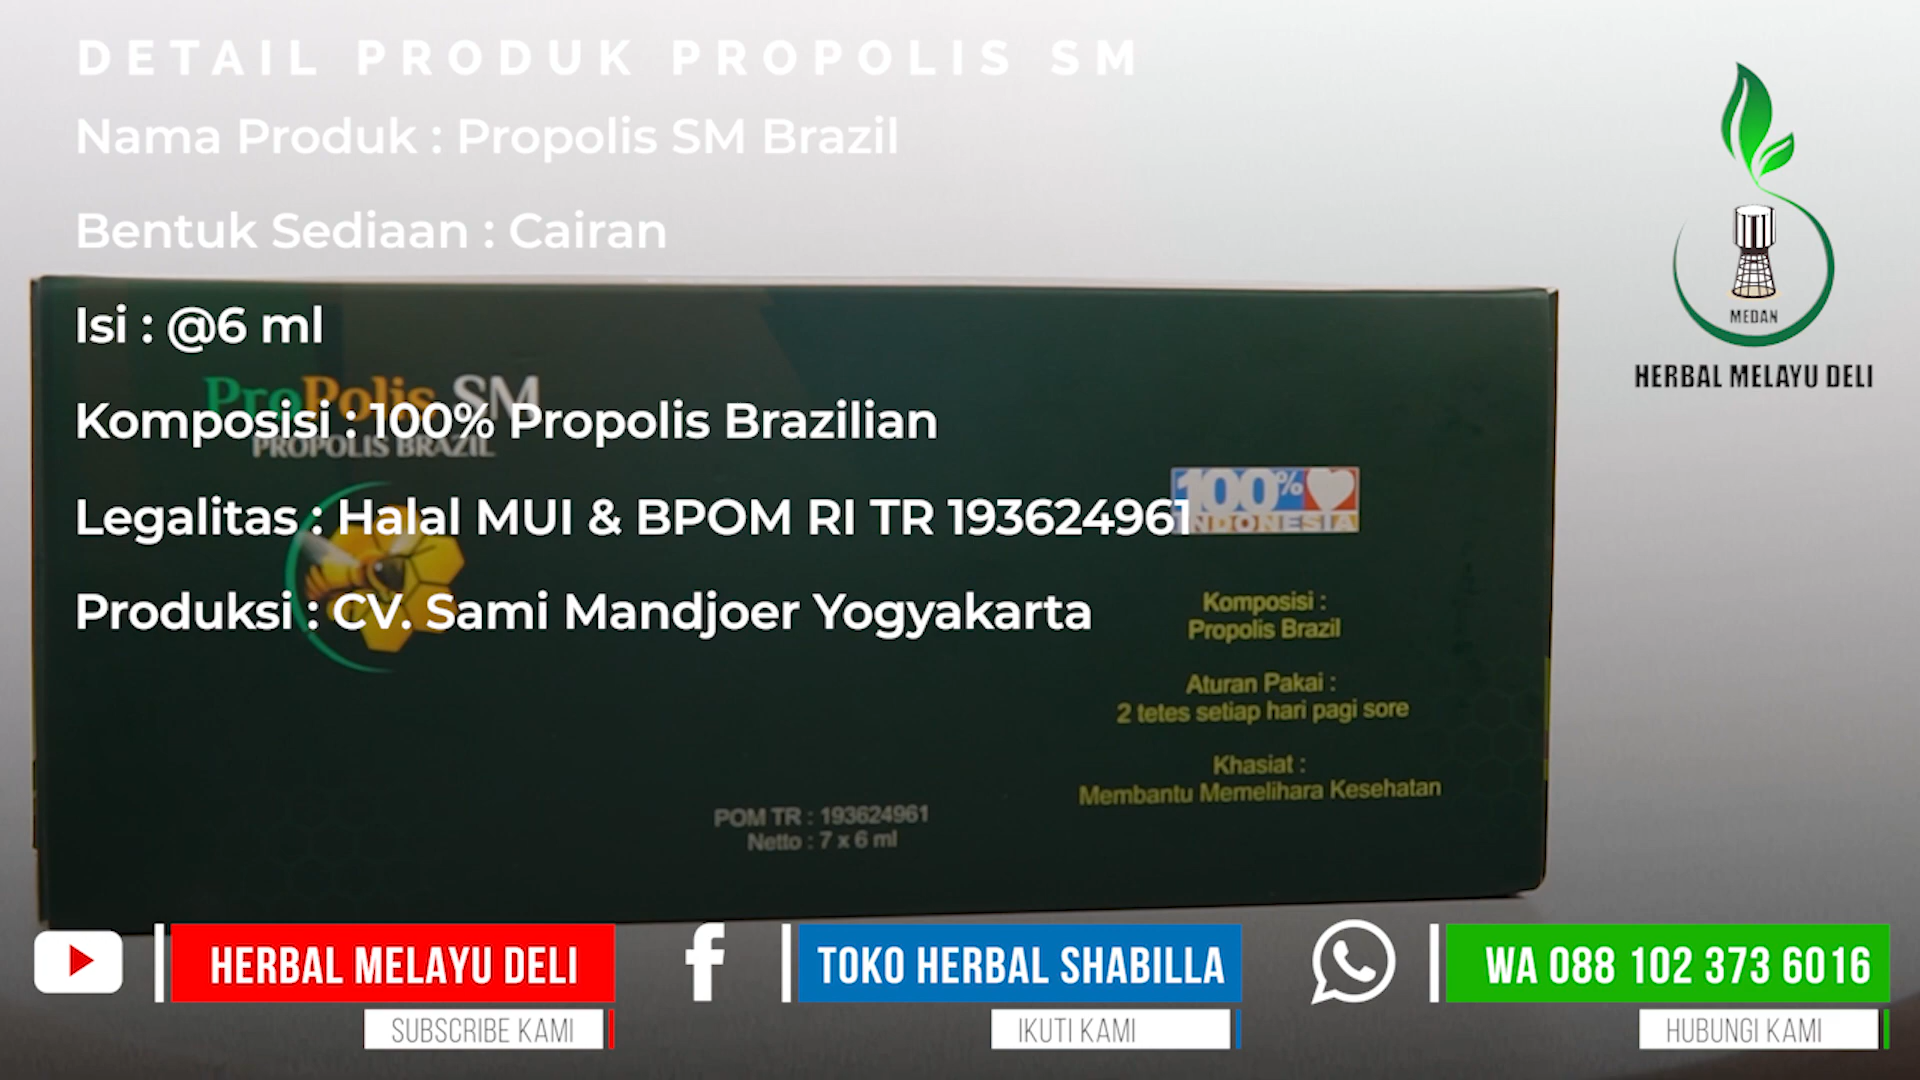 DETAIL PRODUK PROPOLIS SM
Nama Produk : Propolis SM Brazil
Bentuk Sediaan : Cairan
Isi : @6 ml
Komposisi : 100% Propolis Brazilian
Legalitas : Halal MUI & BPOM RI TR 193624961
Produksi : CV. Sami Mandjoer Yogyakarta
MEDAN
HERBAL MELAYU DELI
ProPolis SM
PROPOLIS BRAZIL
100%
INDONESIA
Komposisi :
Propolis Brazil
Aturan Pakai :
2 tetes setiap hari pagi sore
Khasiat :
Membantu Memelihara Kesehatan
POM TR : 193624961
Netto : 7 x 6 ml
HERBAL MELAYU DELI
SUBSCRIBE KAMI
TOKO HERBAL SHABILLA
IKUTI KAMI
WA 088 102 373 6016
HUBUNGI KAMI